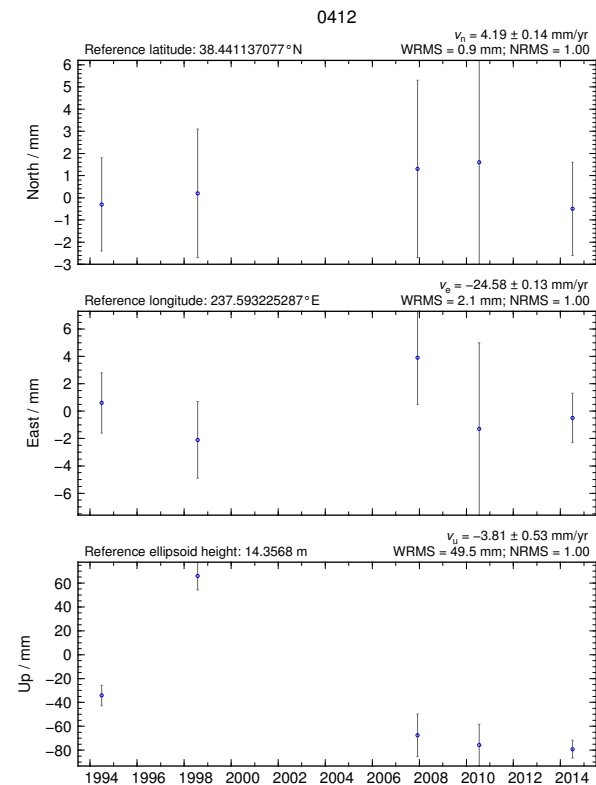 0412
vn = 4.19 ± 0.14 mm/yr
Reference latitude: 38.441137077°N WRMS = 0.9 mm; NRMS = 1.00
6
5
4
3
2
1
0
−1
−2
−3
North / mm
ve = −24.58 ± 0.13 mm/yr
Reference longitude: 237.593225287°E WRMS = 2.1 mm; NRMS = 1.00
6
4
2
0
−2
−4
−6
East / mm
vu = −3.81 ± 0.53 mm/yr
Reference ellipsoid height: 14.3568 m WRMS = 49.5 mm; NRMS = 1.00
60
40
20
0
−20
−40
−60
−80
Up / mm
1994 1996 1998 2000 2002 2004 2006 2008 2010 2012 2014